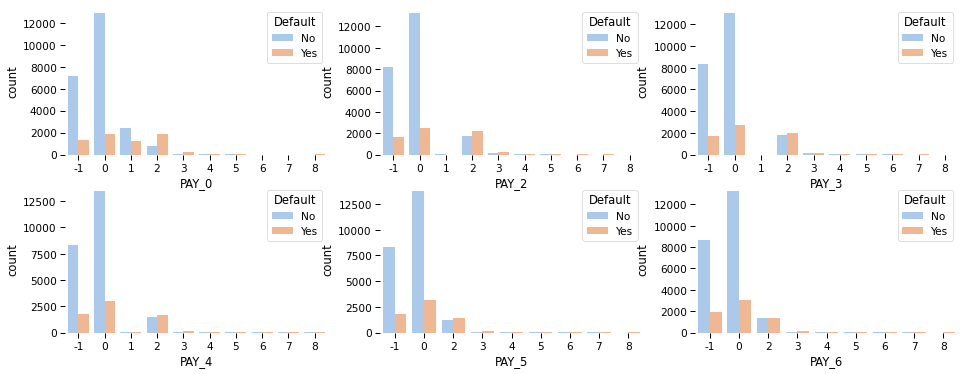 12000
10000
8000
6000
4000
2000
0
count
-1 0 1 2 3 4 5 6 7 8
PAY_0
Default
No
Yes
12000
10000
8000
6000
4000
2000
0
count
-1 0 1 2 3 4 5 6 7 8
PAY_2
Default
No
Yes
12000
10000
8000
6000
4000
2000
0
count
-1 0 1 2 3 4 5 6 7 8
PAY_3
Default
No
Yes
12500
10000
7500
5000
2500
0
count
-1 0 1 2 3 4 5 6 7 8
PAY_4
Default
No
Yes
12500
10000
7500
5000
2500
0
count
-1 0 2 3 4 5 6 7 8
PAY_5
Default
No
Yes
12000
10000
8000
6000
4000
2000
0
count
-1 0 2 3 4 5 6 7 8
PAY_6
Default
No
Yes